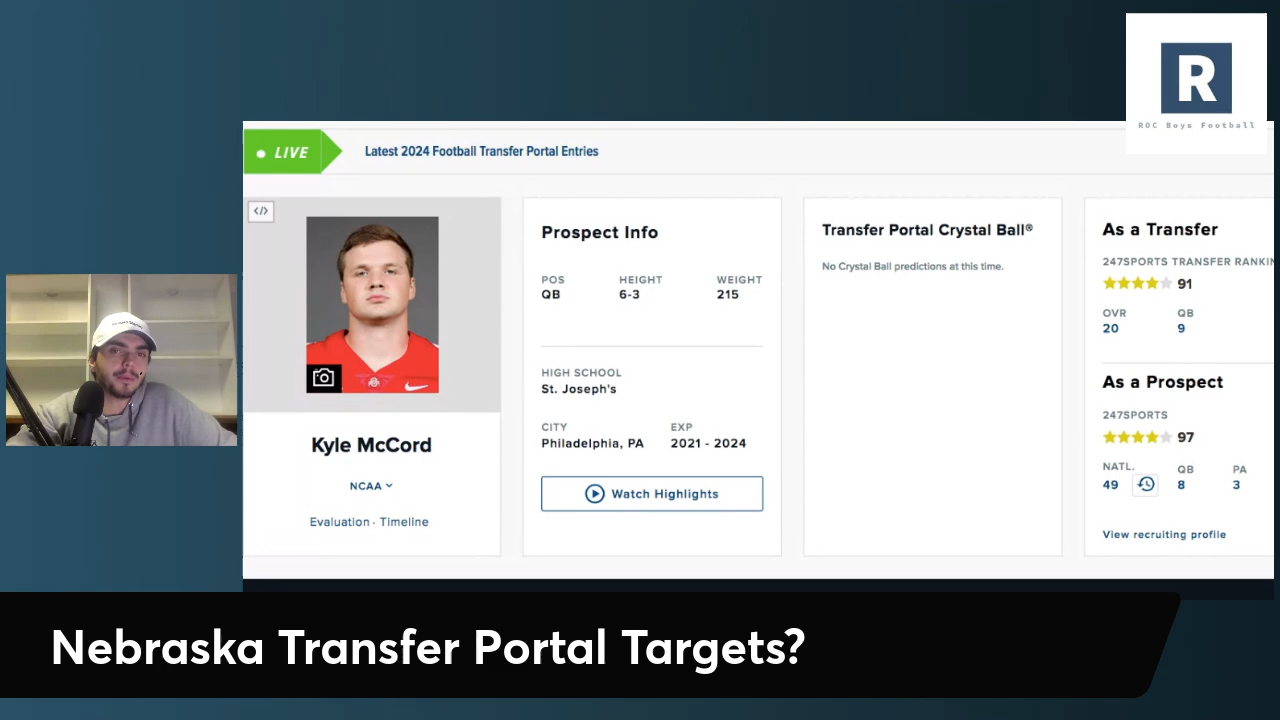 R
ROC Boys Football
LIVE
Latest 2024 Football Transfer Portal Entries
</>
Kyle McCord
NCAA
Evaluation · Timeline
Prospect Info
POS HEIGHT WEIGHT
QB 6-3 215
HIGH SCHOOL
St. Joseph's
CITY EXP
Philadelphia, PA 2021 - 2024
Watch Highlights
Transfer Portal Crystal Ball®
No Crystal Ball predictions at this time.
As a Transfer
247SPORTS TRANSFER
91
OVR QB
20 9
As a Prospect
247SPORTS
97
NATL. QB PA
49 8 3
View recruiting profile
Nebraska Transfer Portal Targets?